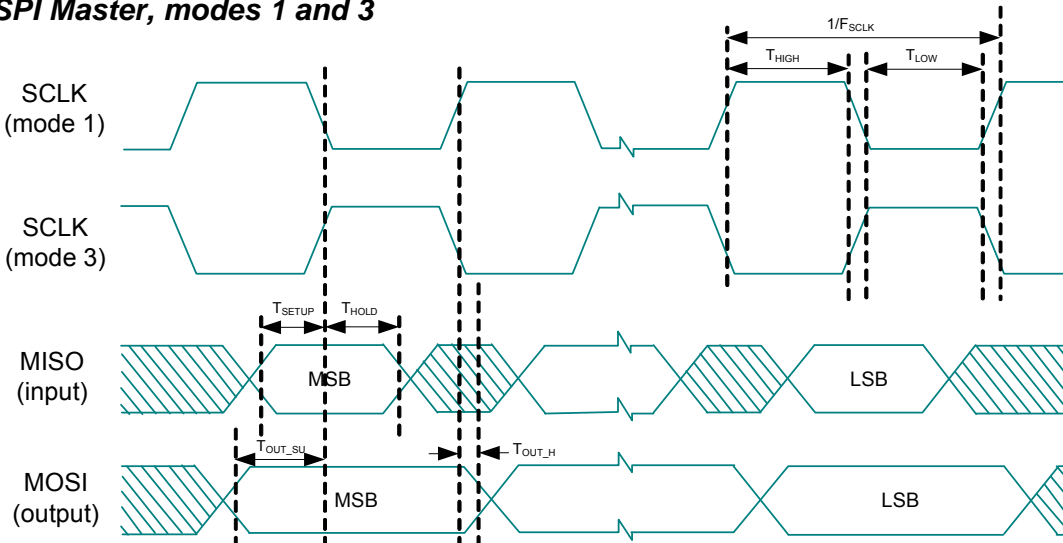 SPI Master, modes 1 and 3
1/FSCLK
THIGH
TLOW
SCLK
(mode 1)
SCLK
(mode 3)
TSETUP
THOLD
MISO
(input)
MSB
LSB
TOUT_SU
TOUT_H
MOSI
(output)
MSB
LSB